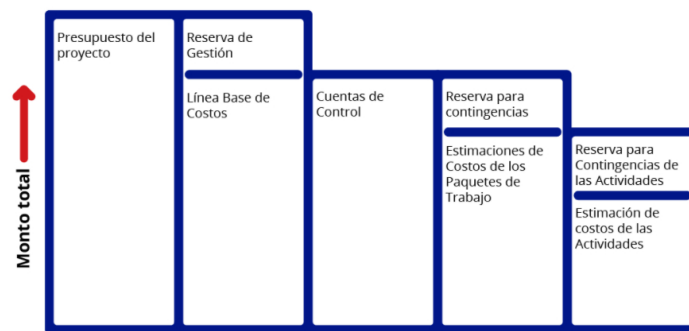 Presupuesto del
proyecto
Reserva de
Gestión
Línea Base de
Costos
Cuentas de
Control
Reserva para
contingencias
Estimaciones de
Costos de los
Paquetes de
Trabajo
Reserva para
Contingencias de
las Actividades
Estimación de
costos de las
Actividades
Monto total